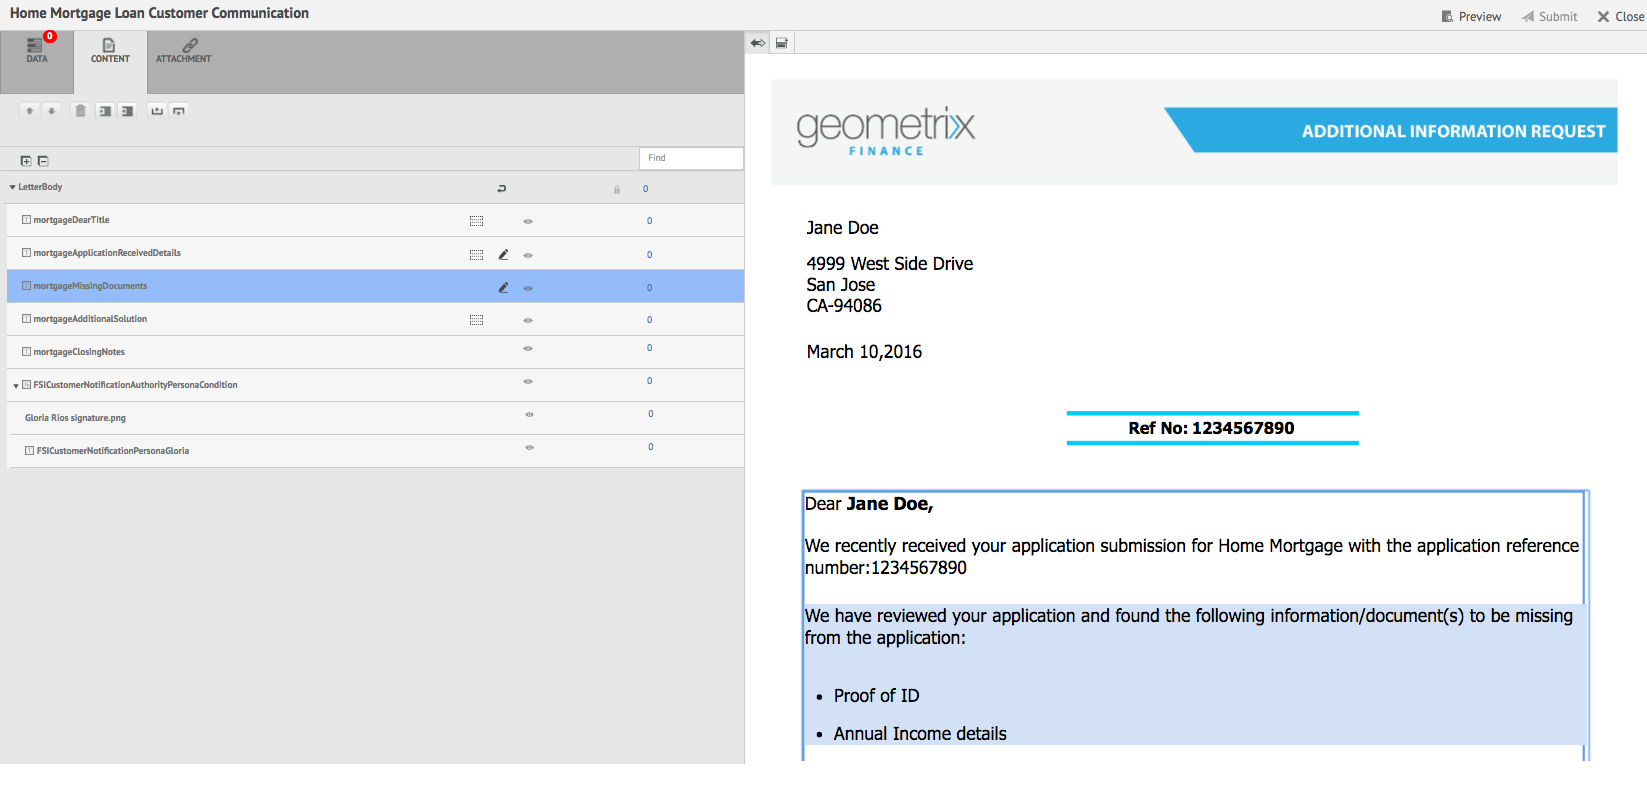 Home Mortgage Loan Customer Communication
Preview Submit Close
0
DATA CONTENT ATTACHMENT
Find
LetterBody 0
mortgageDearTitle 0
mortgageApplicationReceivedDetails 0
mortgageMissingDocuments 0
mortgageAdditionalSolution 0
mortgageClosingNotes 0
FSICustomerNotificationAuthorityPersonaCondition 0
Gloria Rios signature.png 0
FSICustomerNotificationPersonaGloria 0
geometrixx
FINANCE
ADDITIONAL INFORMATION REQUEST
Jane Doe
4999 West Side Drive
San Jose
CA-94086
March 10,2016
Ref No: 1234567890
Dear Jane Doe,
We recently received your application submission for Home Mortgage with the application reference
number:1234567890
We have reviewed your application and found the following information/document(s) to be missing
from the application:
• Proof of ID
• Annual Income details